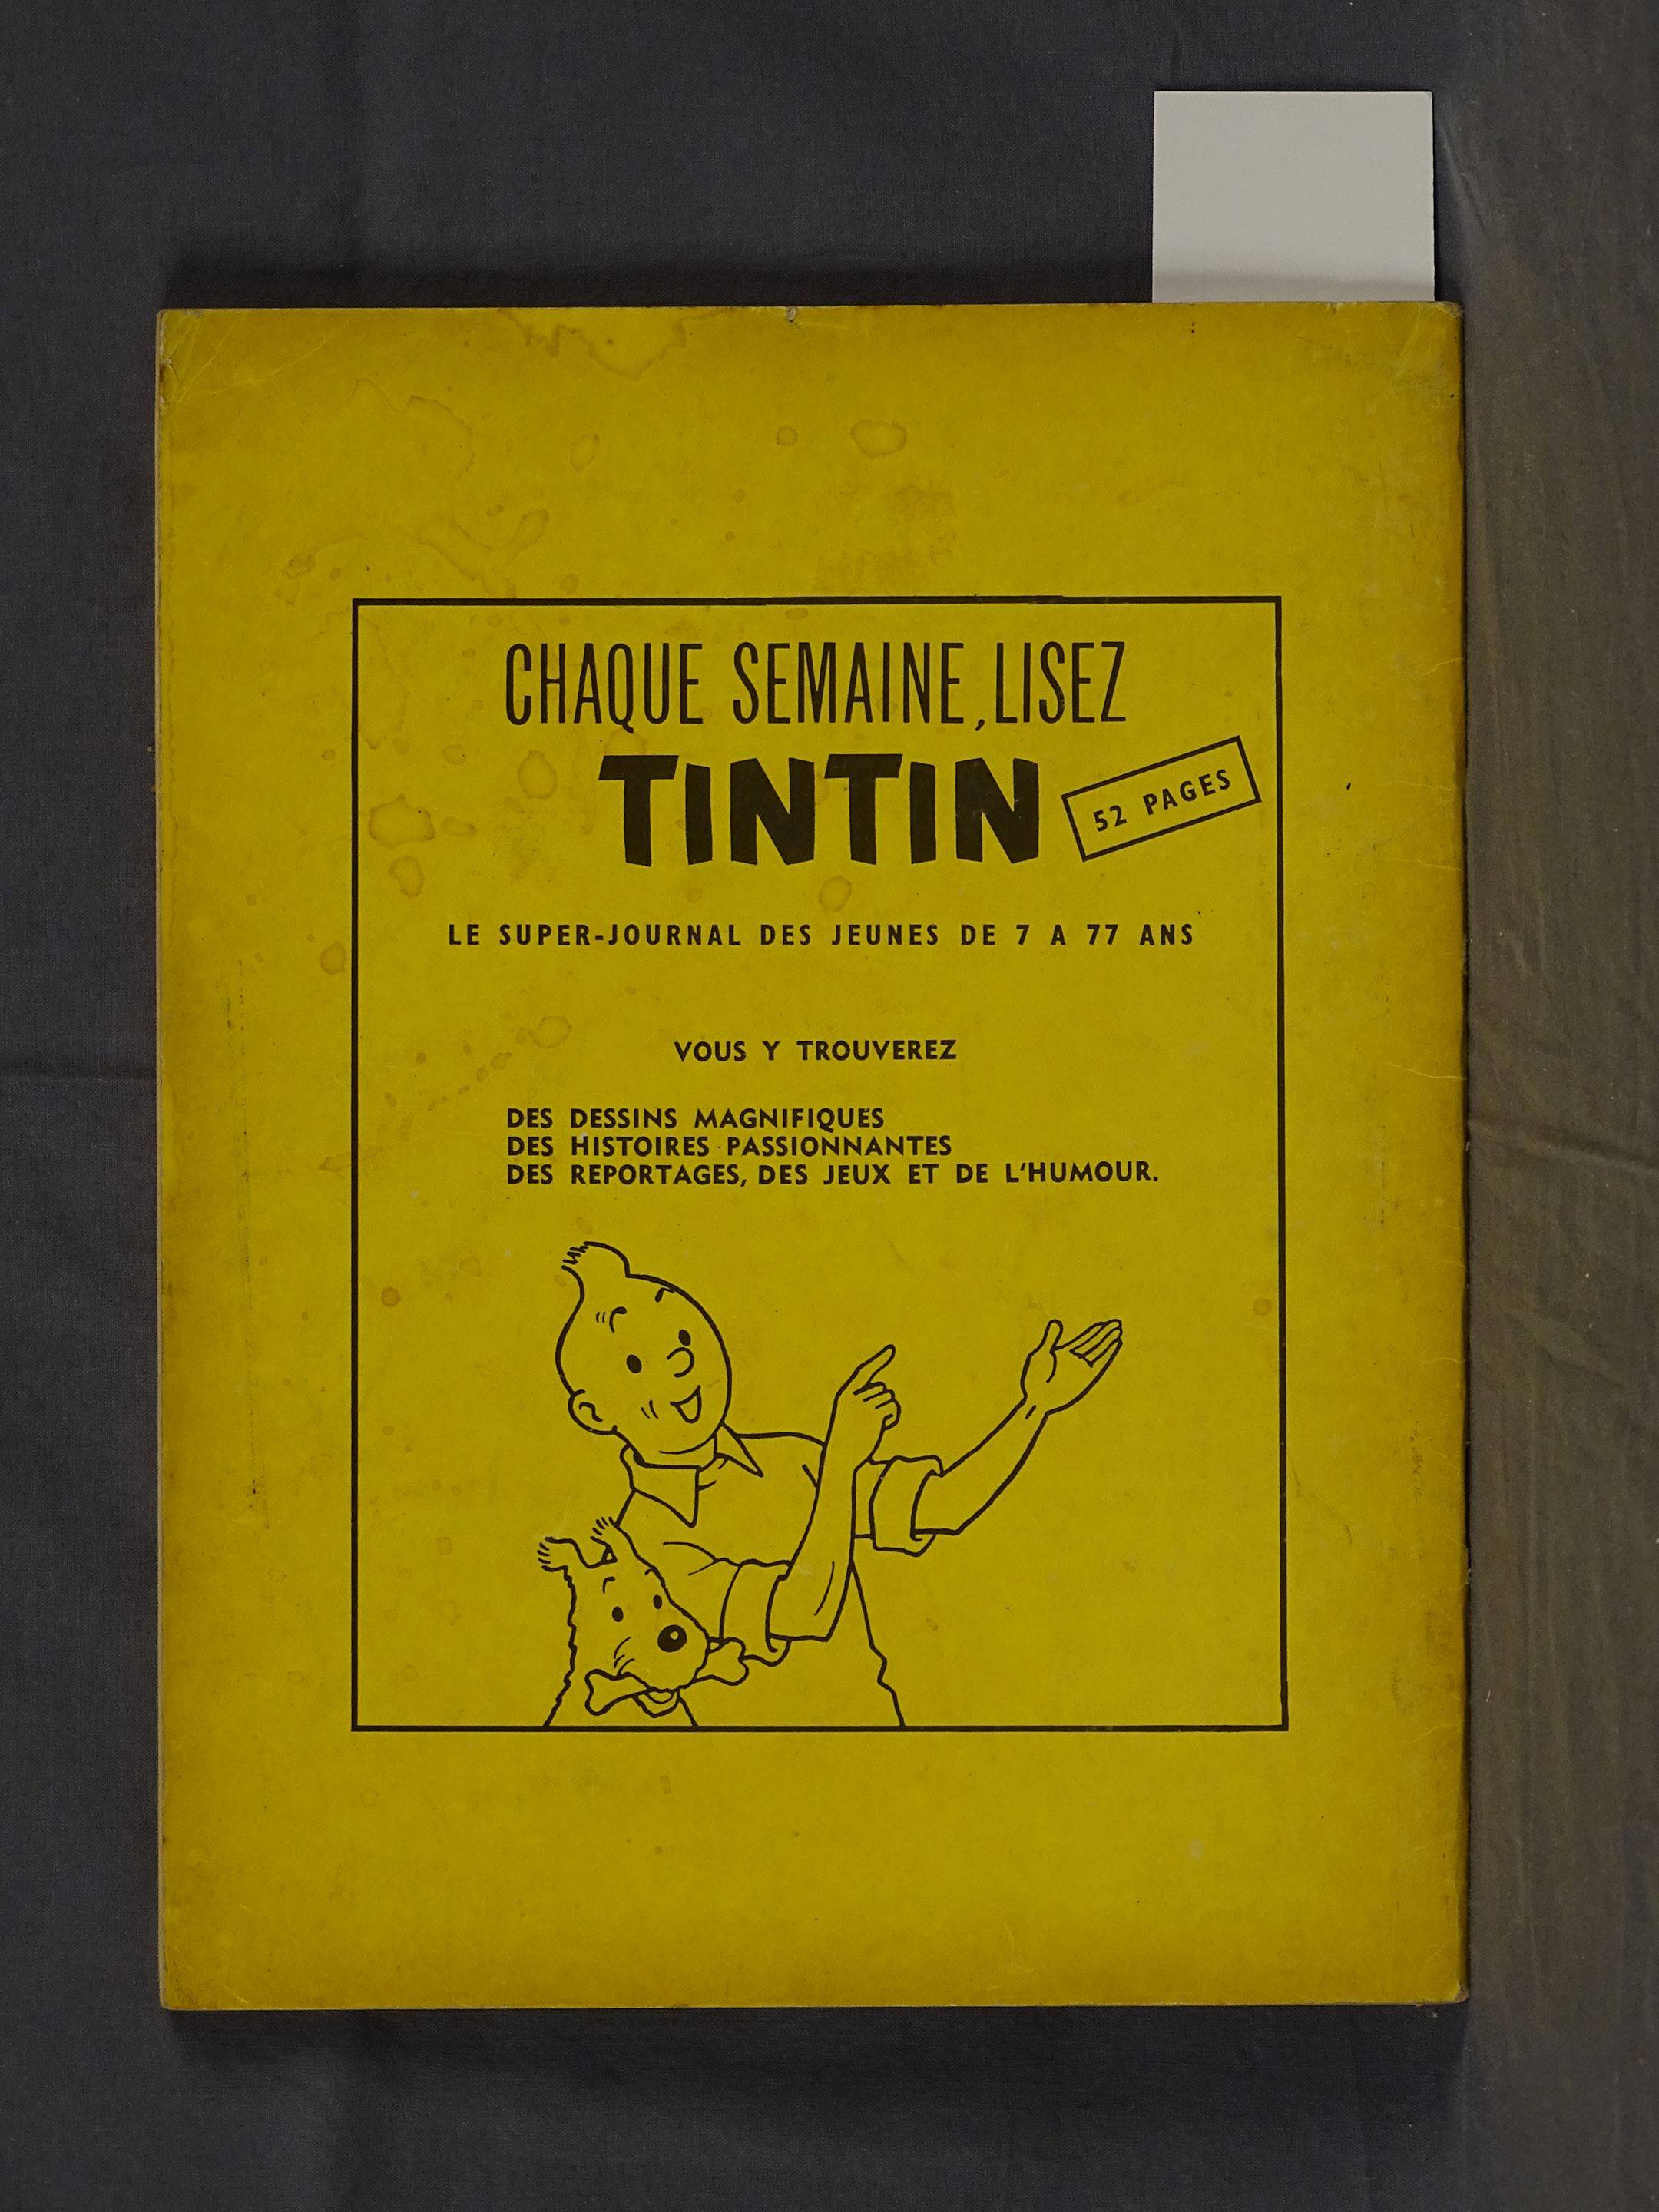 CHAQUE SEMAINE, LISEZ
TINTIN
52 PAGES
LE SUPER-JOURNAL DES JEUNES DE 7 A 77 ANS
VOUS Y TROUVEREZ
DES DESSINS MAGNIFIQUES
DES HISTOIRES PASSIONNANTES
DES REPORTAGES, DES JEUX ET DE L'HUMOUR.